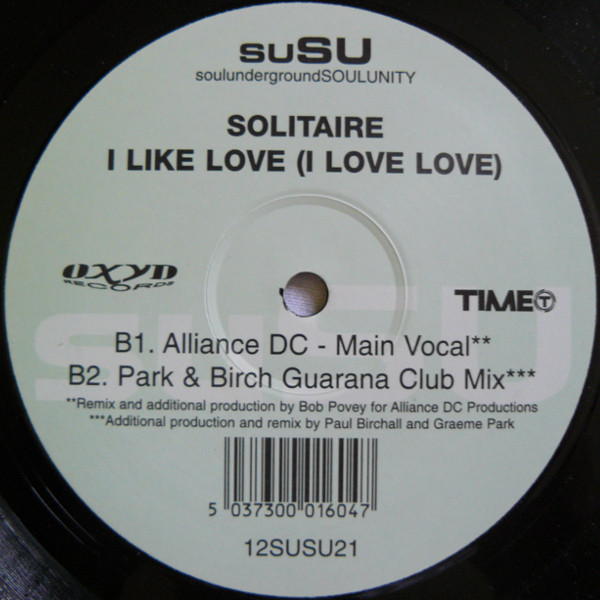 suSU
soulundergroundSOULUNITY
SOLITAIRE
I LIKE LOVE (I LOVE LOVE)
OXYD
RECORDS
TIME T
suSU
B1. Alliance DC - Main Vocal**
B2. Park & Birch Guarana Club Mix***
**Remix and additional production by Bob Povey for Alliance DC Productions
***Additional production and remix by Paul Birchall and Graeme Park
5 037300 016047
12SUSU21